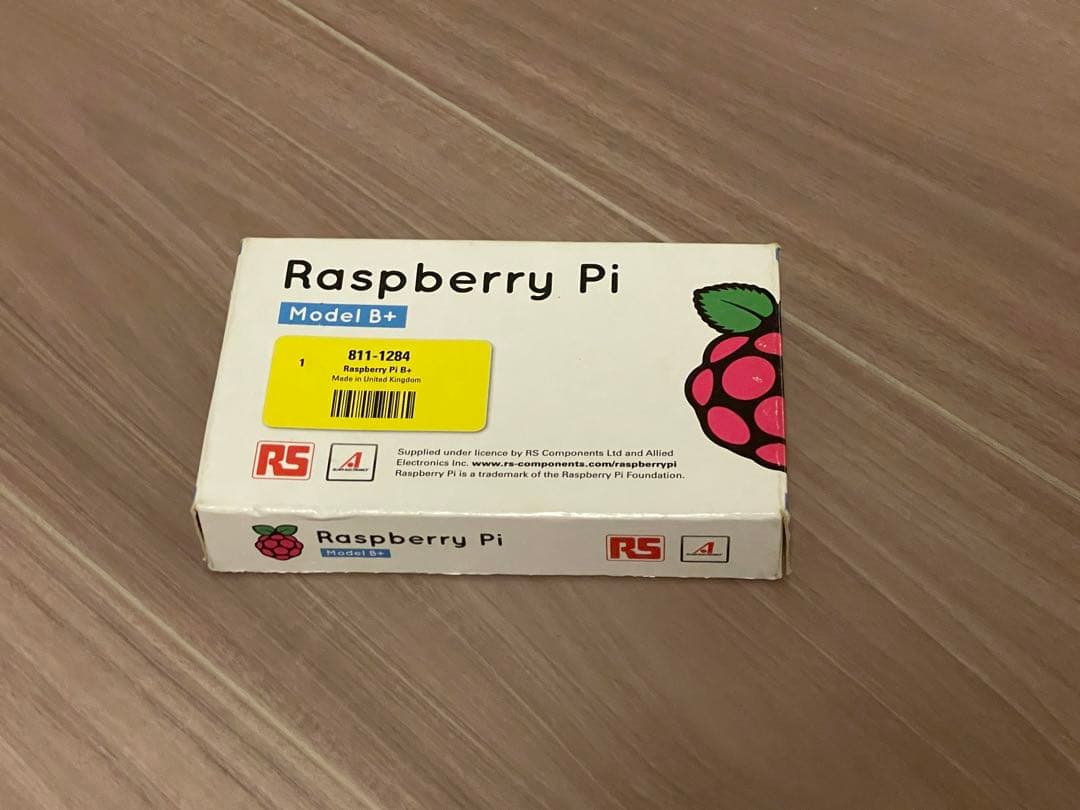 Raspberry Pi
Model B+
1
811-1284
Raspberry Pi B+
Made in United Kingdom
RS
A
Supplied under licence by RS Components Ltd and Allied
Electronics Inc. www.rs-components.com/raspberrypi
Raspberry Pi is a trademark of the Raspberry Pi Foundation.
Raspberry Pi
Model B+
RS
A